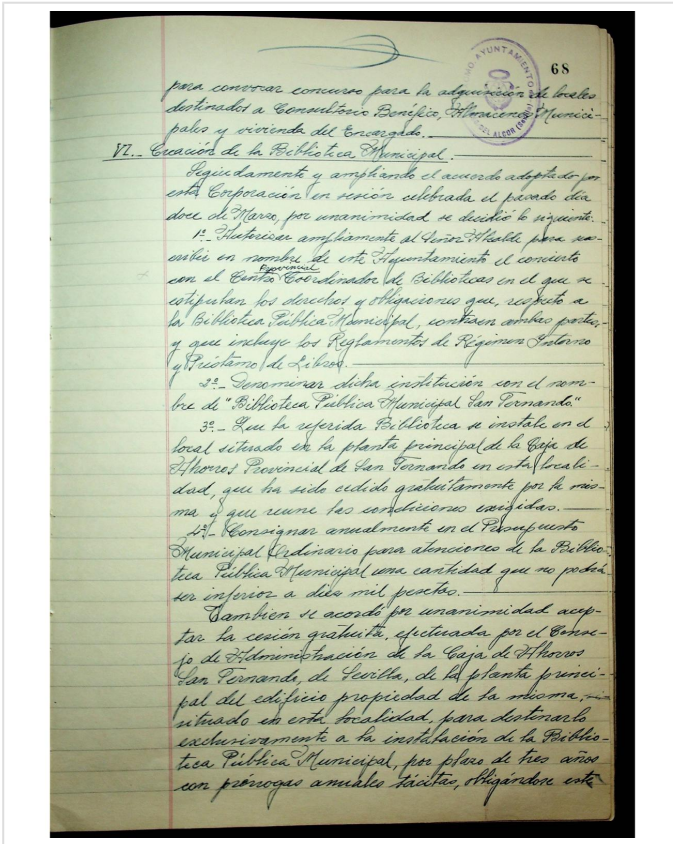 AYUNTAMIENTO
68
DEL ALCOR (Sevilla)
para convocar concurso para la adquisición de locales
destinados a Consultorio Benéfico, Almacenes Munici-
pales y vivienda del Encargado.
VI.- Creación de la Biblioteca Municipal.
Seguidamente y ampliando el acuerdo adoptado por
esta Corporación en sesión celebrada el pasado día
doce de Marzo, por unanimidad se decidió lo siguiente:
1º- Autorizar ampliamente al Señor Alcalde para sus-
cribir en nombre de este Ayuntamiento el concierto
Provincial
con el Centro Coordinador de Bibliotecas en el que se
estipulan los derechos y obligaciones que, respecto a
la Biblioteca Pública Municipal, contraen ambas partes,
y que incluye los Reglamentos de Régimen Interno
y Préstamo de Libros.
2º- Denominar dicha institución con el nom-
bre de "Biblioteca Pública Municipal San Fernando."
3º- Que la referida Biblioteca se instale en el
local situado en la planta principal de la Caja de
Ahorros Provincial de San Fernando en esta locali-
dad, que ha sido cedido gratuitamente por la mis-
ma y que reune las condiciones exigidas.
4º- Consignar anualmente en el Presupuesto
Municipal Ordinario para atenciones de la Biblio-
teca Pública Municipal una cantidad que no podrá
ser inferior a diez mil pesetas.
Tambien se acordó por unanimidad acep-
tar la cesión gratuita, efectuada por el Conse-
jo de Administración de la Caja de Ahorros
San Fernando, de Sevilla, de la planta princi-
pal del edificio propiedad de la misma,
situado en esta localidad, para destinarlo
exclusivamente a la instalación de la Biblio-
teca Pública Municipal, por plazo de tres años
con prórrogas anuales tácitas, obligándose este